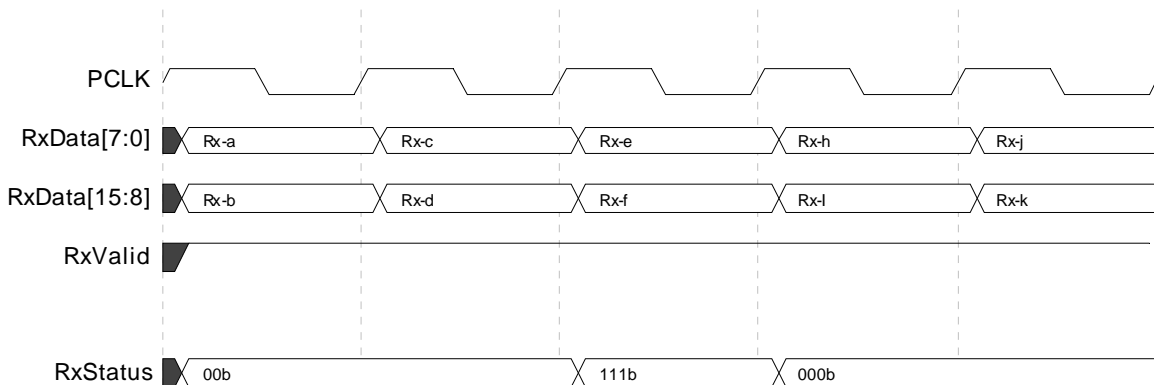 PCLK
RxData[7:0] Rx-a Rx-c Rx-e Rx-h Rx-j
RxData[15:8] Rx-b Rx-d Rx-f Rx-I Rx-k
RxValid
RxStatus 00b 111b 000b